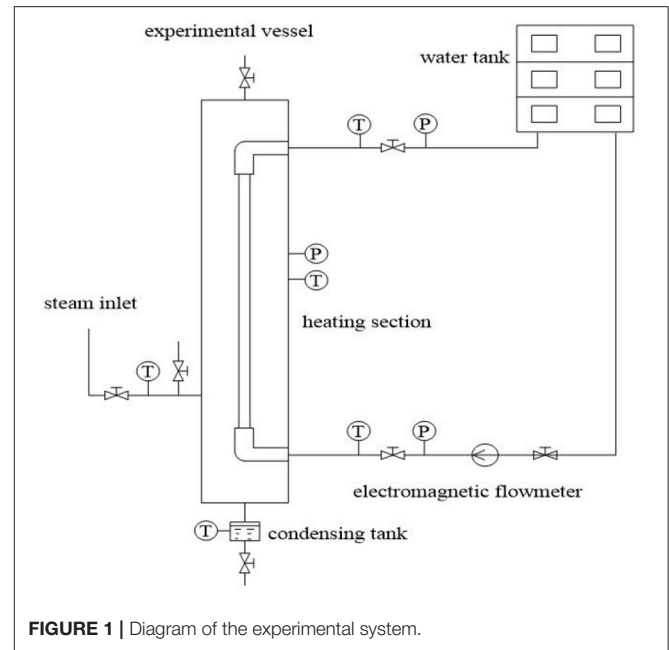 experimental vessel
water tank
T
P
P
T
steam inlet
heating section
T
T
P
electromagnetic flowmeter
T
condensing tank
FIGURE 1 | Diagram of the experimental system.